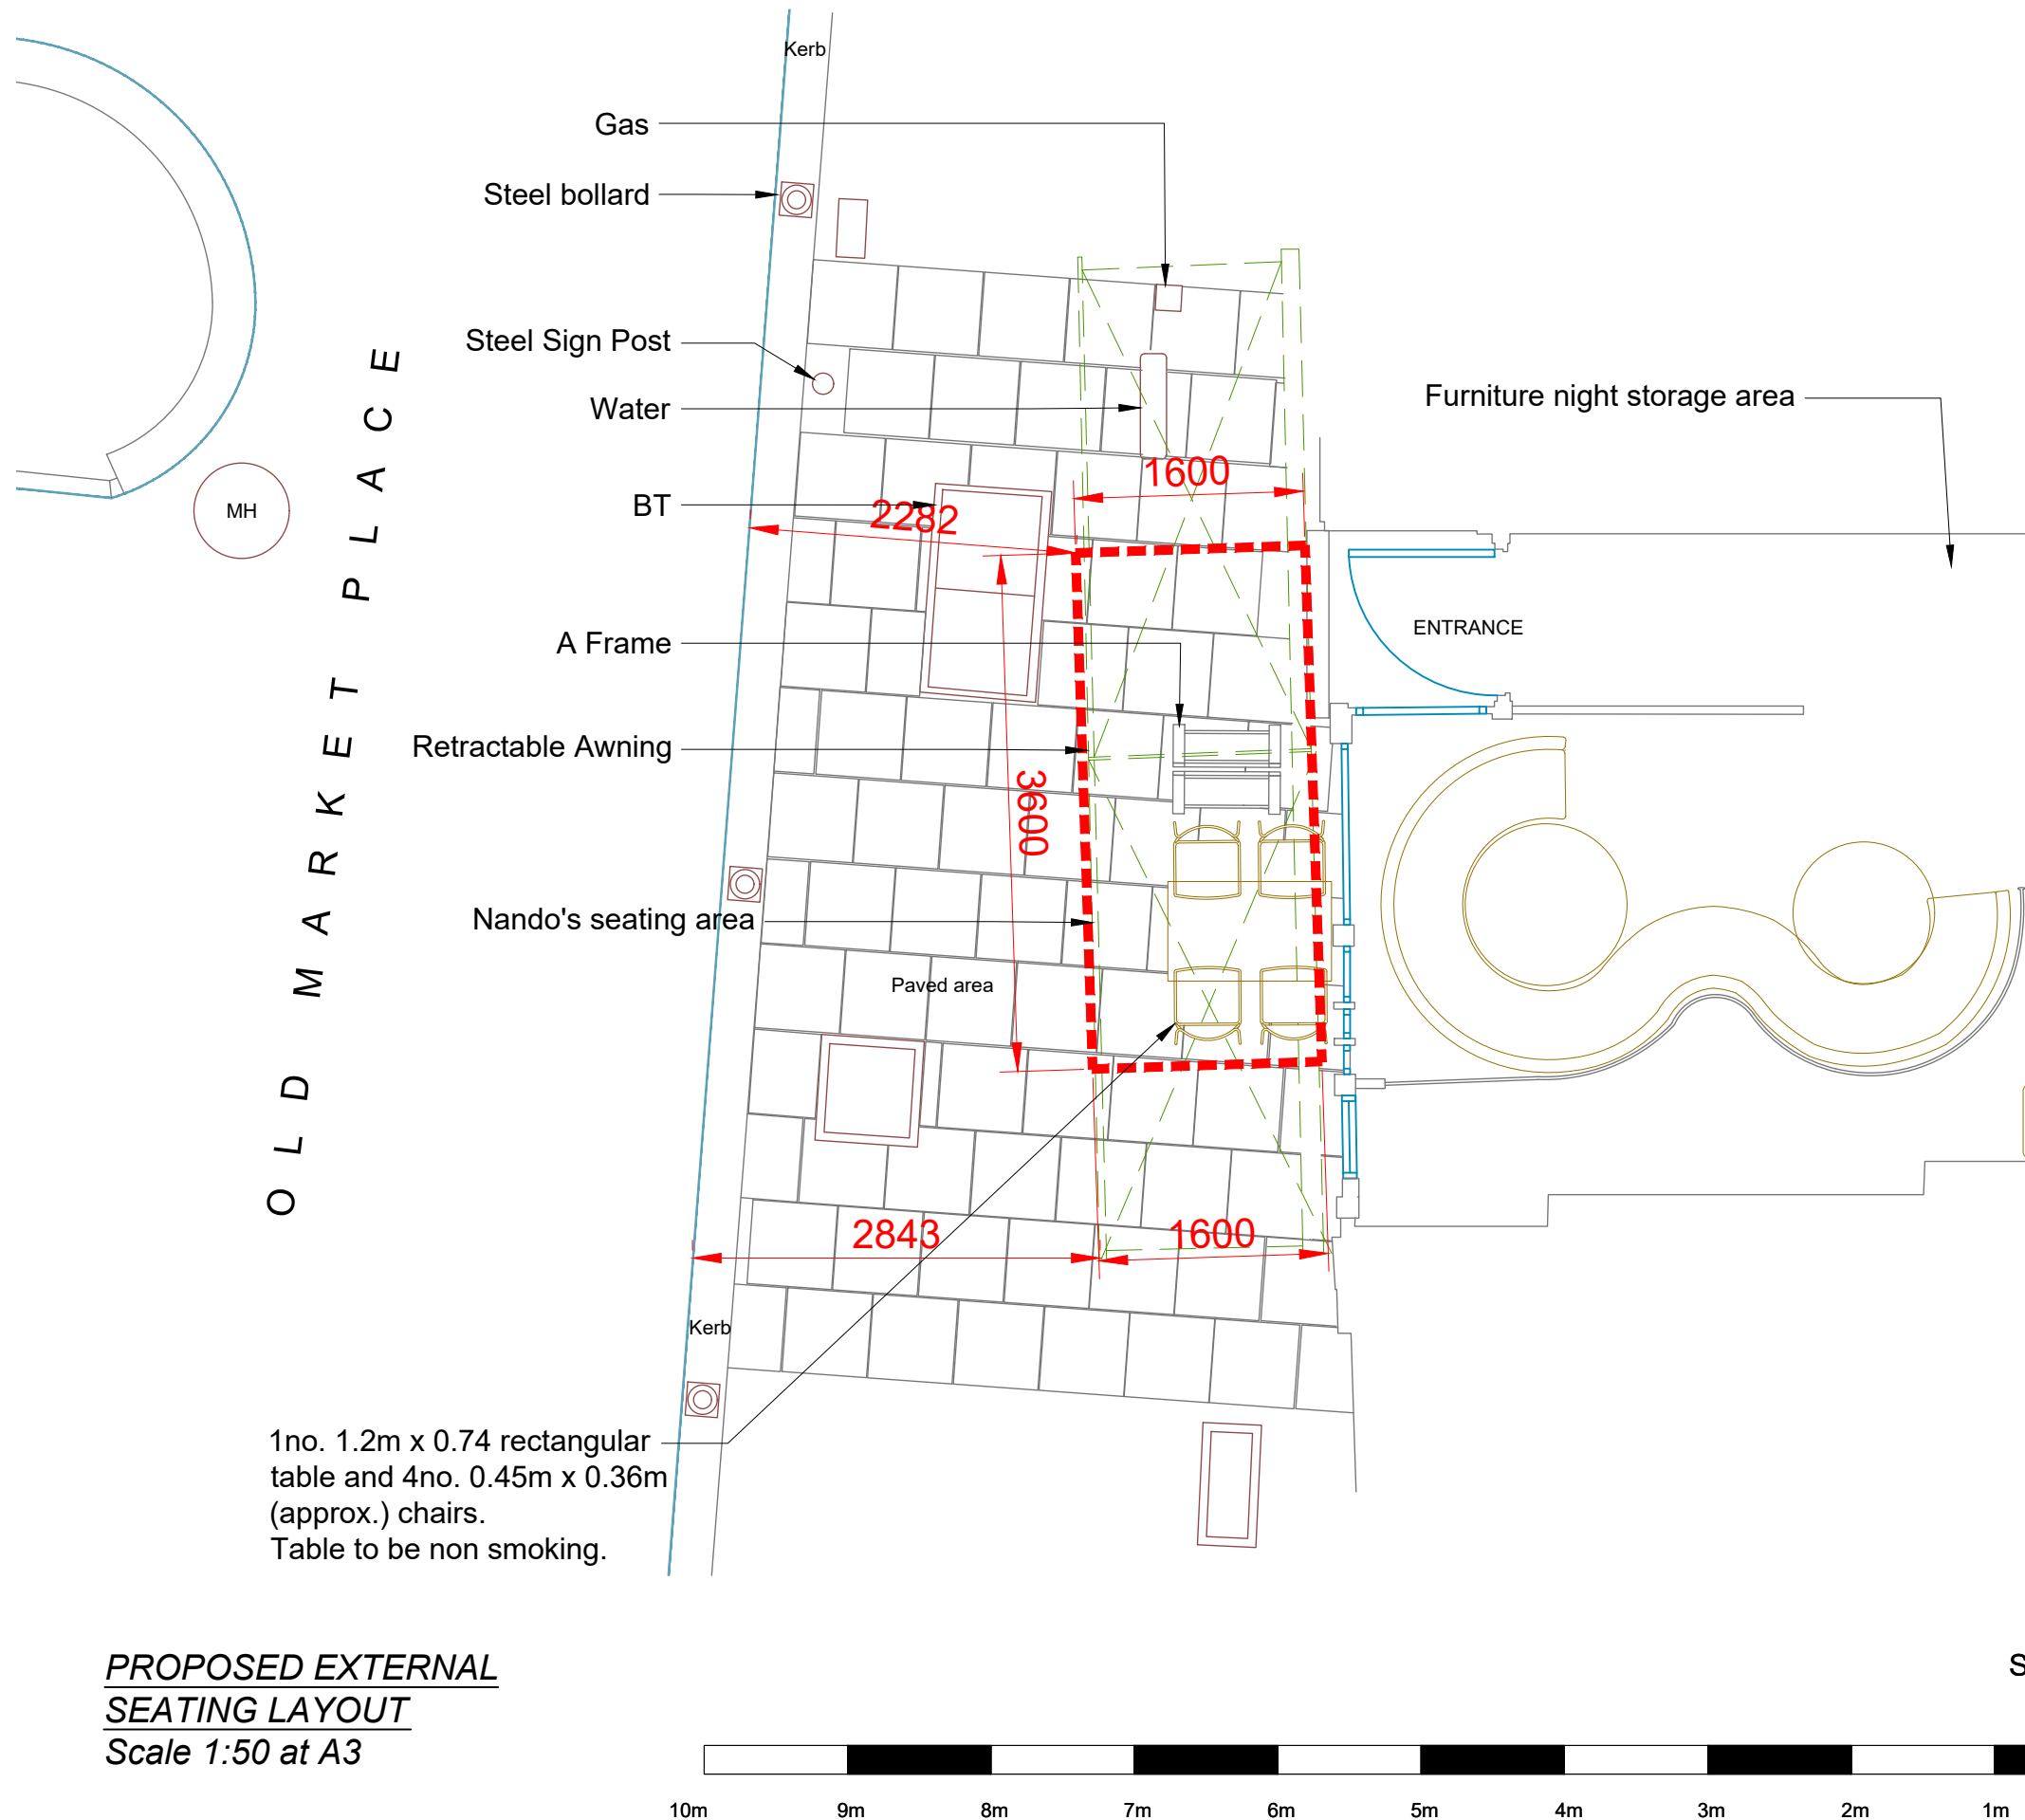 Kerb
Gas
Steel bollard
Steel Sign Post
Water
Furniture night storage area
1600
MH
BT
2282
ENTRANCE
A Frame
Retractable Awning
3600
Nando's seating area
Paved area
OLD MARKET PLACE
2843
1600
Kerb
1no. 1.2m x 0.74 rectangular
table and 4no. 0.45m x 0.36m
(approx.) chairs.
Table to be non smoking.
PROPOSED EXTERNAL
SEATING LAYOUT
Scale 1:50 at A3
S
10m 9m 8m 7m 6m 5m 4m 3m 2m 1m